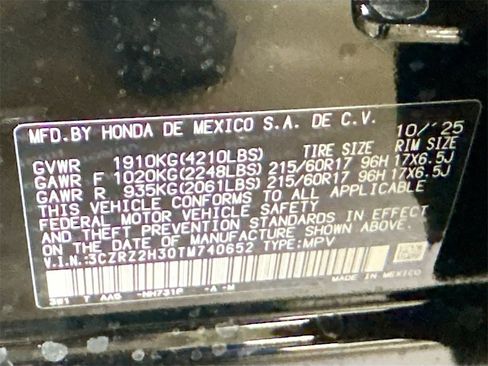 MFD.BY HONDA DE MEXICO S.A. DE C.V. 10/'25
TIRE SIZE RIM SIZE
GVWR 1910KG(4210LBS)
GAWR F 1020KG(2248LBS) 215/60R17 96H 17X6.5J
GAWR R 935KG(2061LBS) 215/60R17 96H 17X6.5J
THIS VEHICLE CONFORMS TO ALL APPLICABLE
FEDERAL MOTOR VEHICLE SAFETY
AND THEFT PREVENTION STANDARDS IN EFFECT
ON THE DATE OF MANUFACTURE SHOWN ABOVE.
V.I.N.:3CZRZ2H30TM740652 TYPE:MPV
MADE IN MEXICO
3W1 T AAG -NH731P -A -M